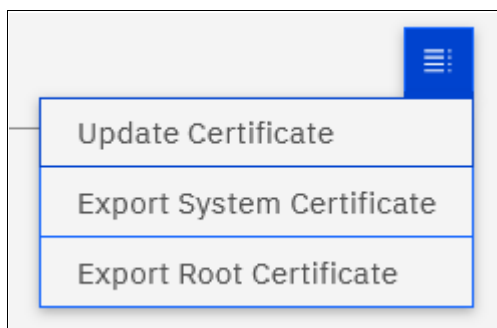 Update Certificate
Export System Certificate
Export Root Certificate